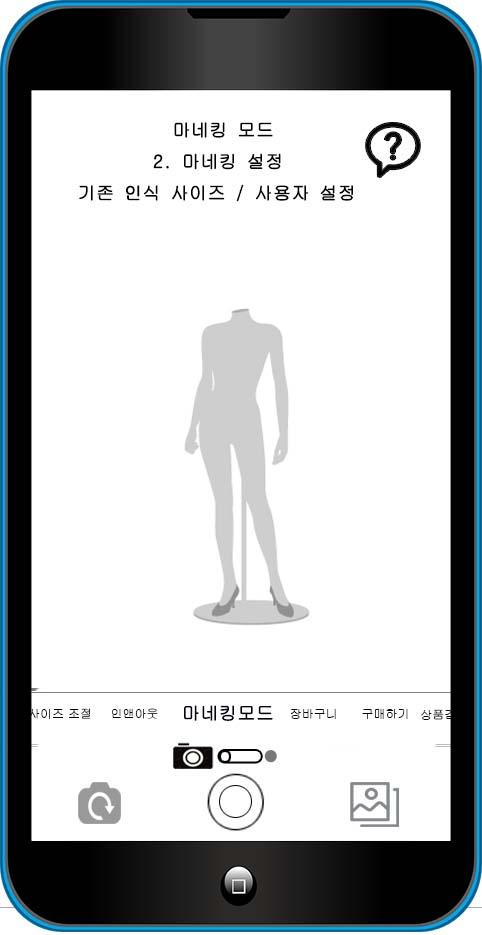 마네킹 모드
2. 마네킹 설정
기존 인식 사이즈 / 사용자 설정
사이즈 조절 인앤아웃 마네킹모드 장바구니 구매하기